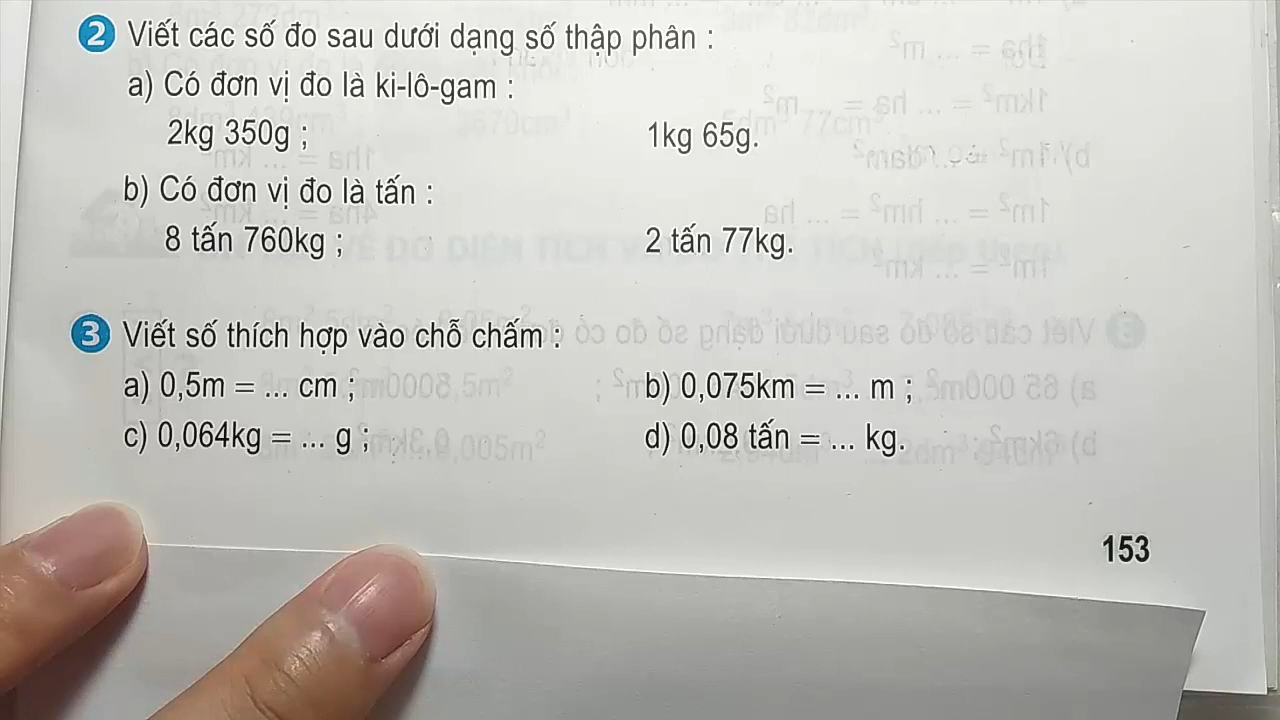 2 Viết các số đo sau dưới dạng số thập phân :
a) Có đơn vị đo là ki-lô-gam :
2kg 350g ; 1kg 65g.
b) Có đơn vị đo là tấn :
8 tấn 760kg ; 2 tấn 77kg.
3 Viết số thích hợp vào chỗ chấm :
a) 0,5m = ... cm ; b) 0,075km = ... m ;
c) 0,064kg = ... g ; d) 0,08 tấn = ... kg.
153